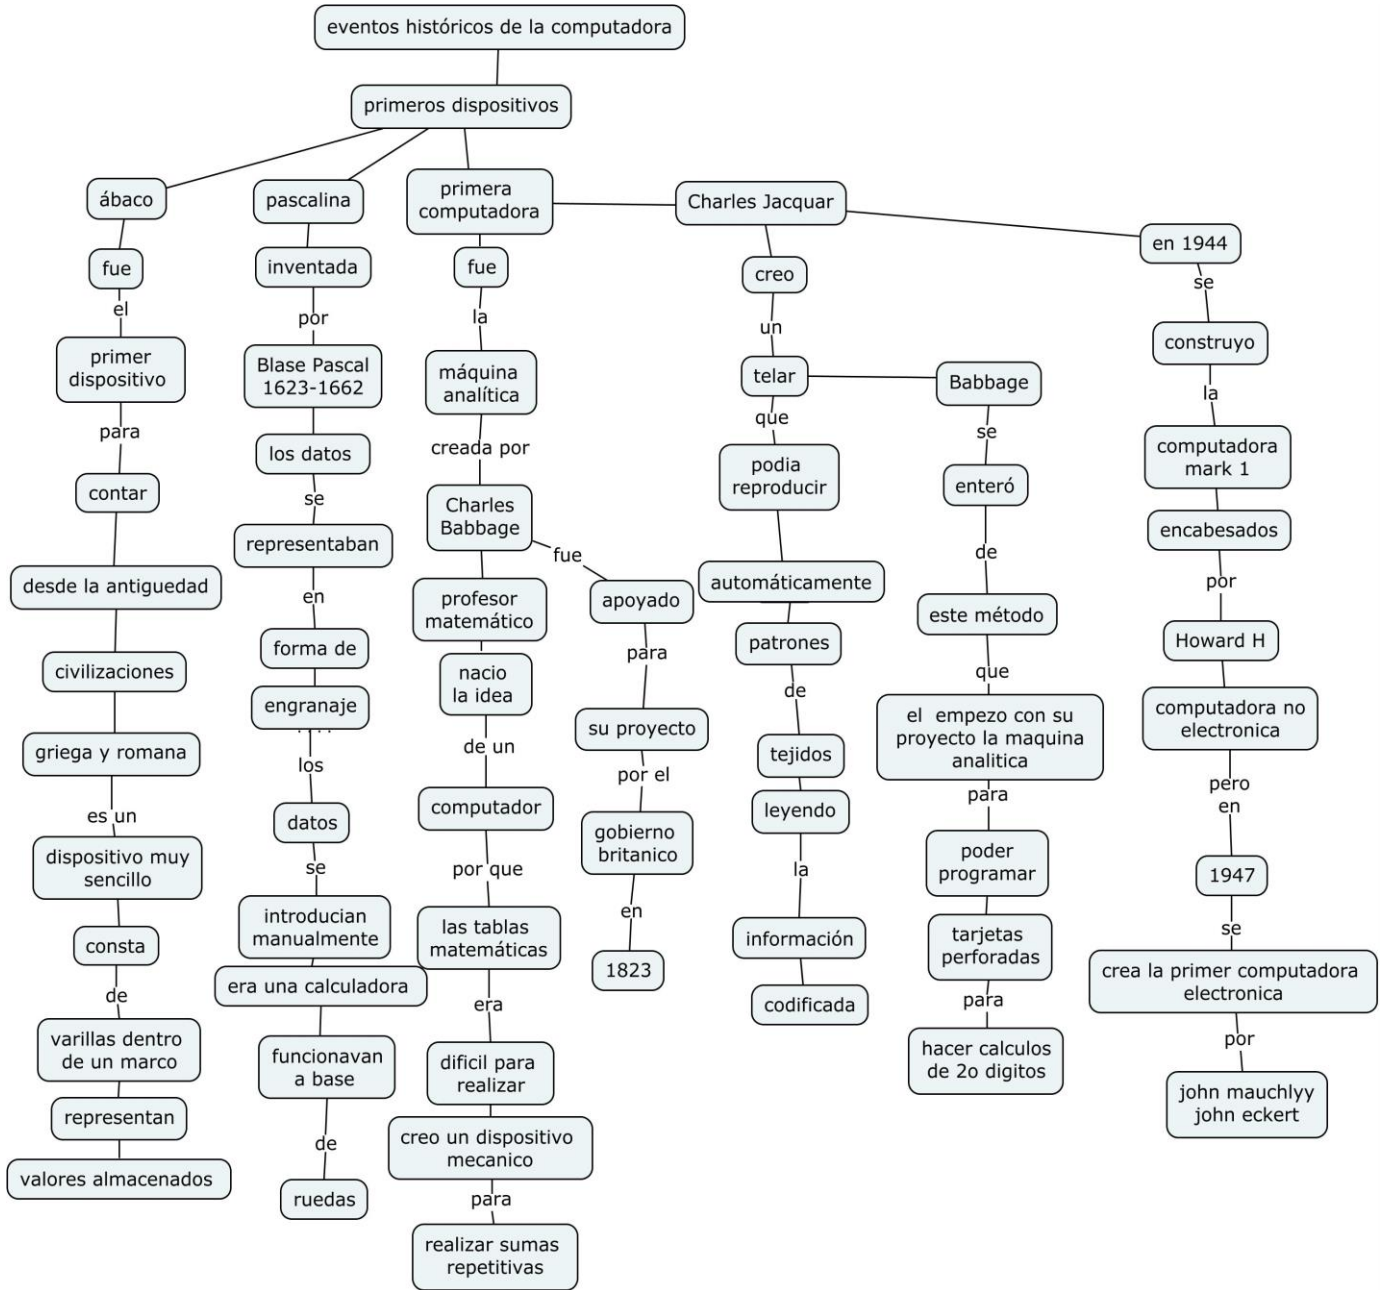 eventos históricos de la computadora
primeros dispositivos
ábaco
fue
el
primer
dispositivo
para
contar
desde la antiguedad
civilizaciones
griega y romana
es un
dispositivo muy
sencillo
consta
de
varillas dentro
de un marco
representan
valores almacenados
pascalina
inventada
por
Blase Pascal
1623-1662
los datos
se
representaban
en
forma de
engranaje
los
datos
se
introducian
manualmente
era una calculadora
funcionavan
a base
de
ruedas
primera
computadora
fue
la
máquina
analítica
creada por
Charles
Babbage
profesor
matemático
nacio
la idea
de un
computador
por que
las tablas
matemáticas
era
dificil para
realizar
creo un dispositivo
mecanico
para
realizar sumas
repetitivas
fue
apoyado
para
su proyecto
por el
gobierno
britanico
en
1823
Charles Jacquar
creo
un
telar
que
podia
reproducir
automáticamente
patrones
de
tejidos
leyendo
la
información
codificada
Babbage
se
enteró
de
este método
que
el empezo con su
proyecto la maquina
analitica
para
poder
programar
tarjetas
perforadas
para
hacer calculos
de 2o digitos
en 1944
se
construyo
la
computadora
mark 1
encabesados
por
Howard H
computadora no
electronica
pero
en
1947
se
crea la primer computadora
electronica
por
john mauchlyy
john eckert